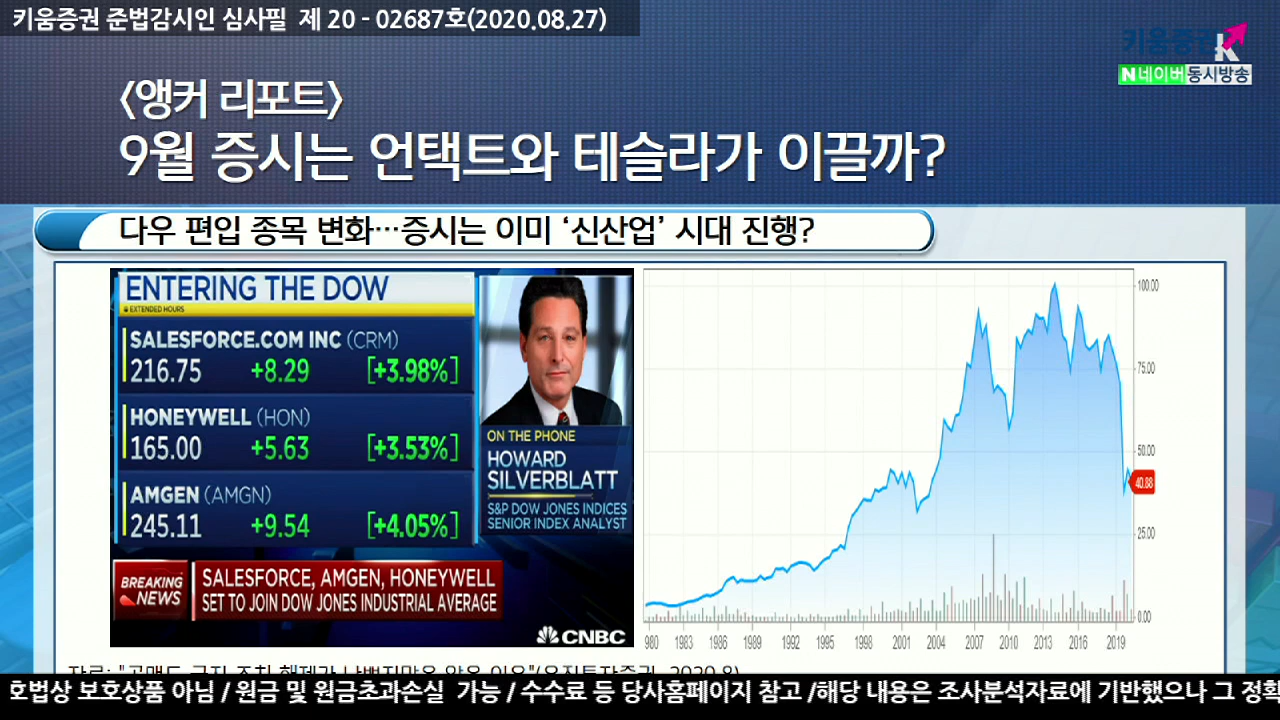 키움증권 준법감시인 심사필 제 20 - 02687호(2020.08.27)
키움증권
N 네이버 동시방송
<앵커 리포트>
9월 증시는 언택트와 테슬라가 이끌까?
다우 편입 종목 변화…증시는 이미 '신산업' 시대 진행?
ENTERING THE DOW
EXTENDED HOURS
SALESFORCE.COM INC (CRM)
216.75 +8.29 [+3.98%]
HONEYWELL (HON)
165.00 +5.63 [+3.53%]
AMGEN (AMGN)
245.11 +9.54 [+4.05%]
ON THE PHONE
HOWARD
SILVERBLATT
S&P DOW JONES INDICES
SENIOR INDEX ANALYST
BREAKING
NEWS
SALESFORCE, AMGEN, HONEYWELL
SET TO JOIN DOW JONES INDUSTRIAL AVERAGE
CNBC
100.00
75.00
50.00
40.88
25.00
0.00
980 1983 1986 1989 1992 1995 1998 2001 2004 2007 2010 2013 2016 2019
호법상 보호상품 아님 / 원금 및 원금초과손실 가능 / 수수료 등 당사홈페이지 참고 /해당 내용은 조사분석자료에 기반했으나 그 정확